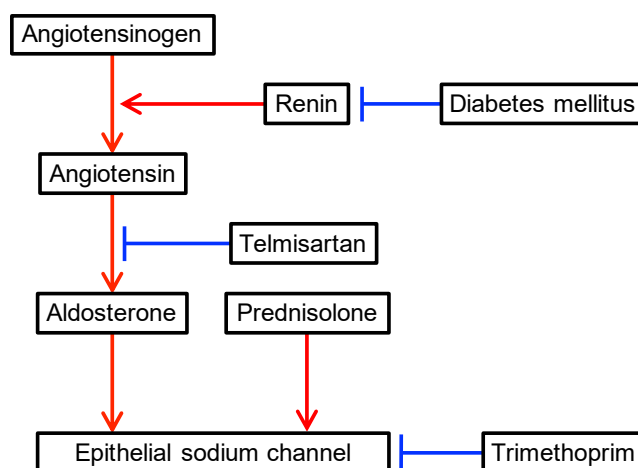 Angiotensinogen
Renin
Diabetes mellitus
Angiotensin
Telmisartan
Aldosterone
Prednisolone
Epithelial sodium channel
Trimethoprim